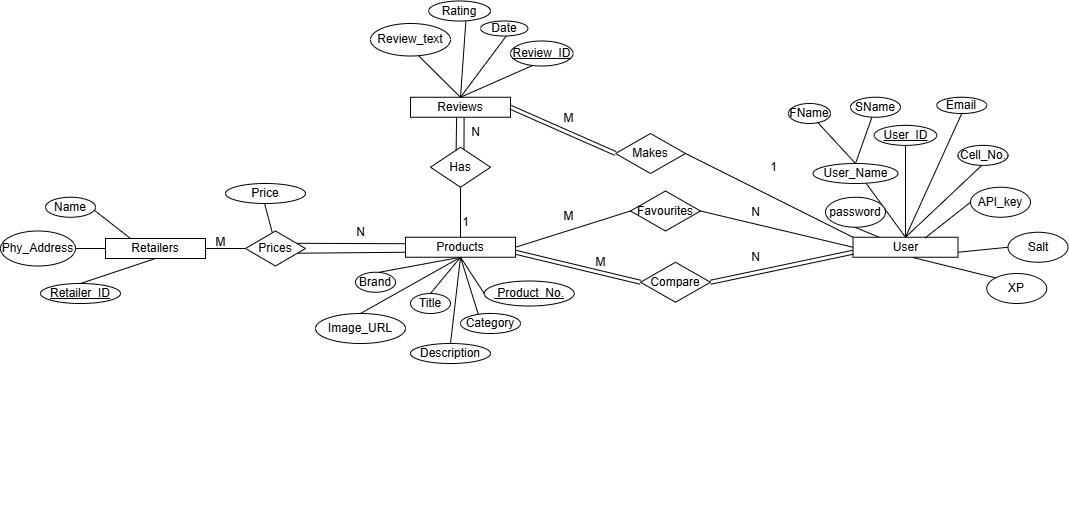 Rating
Date
Review_text
Review_ID
Reviews
M
N
Makes
Has
1
FName
SName
Email
User_ID
Cell_No.
User_Name
password
API_key
Name
Price
Phy_Address
Retailers
M
Prices
N
1
Products
M
Favourites
N
User
Salt
M
Compare
N
XP
Retailer_ID
Brand
Product_No.
Title
Image_URL
Category
Description